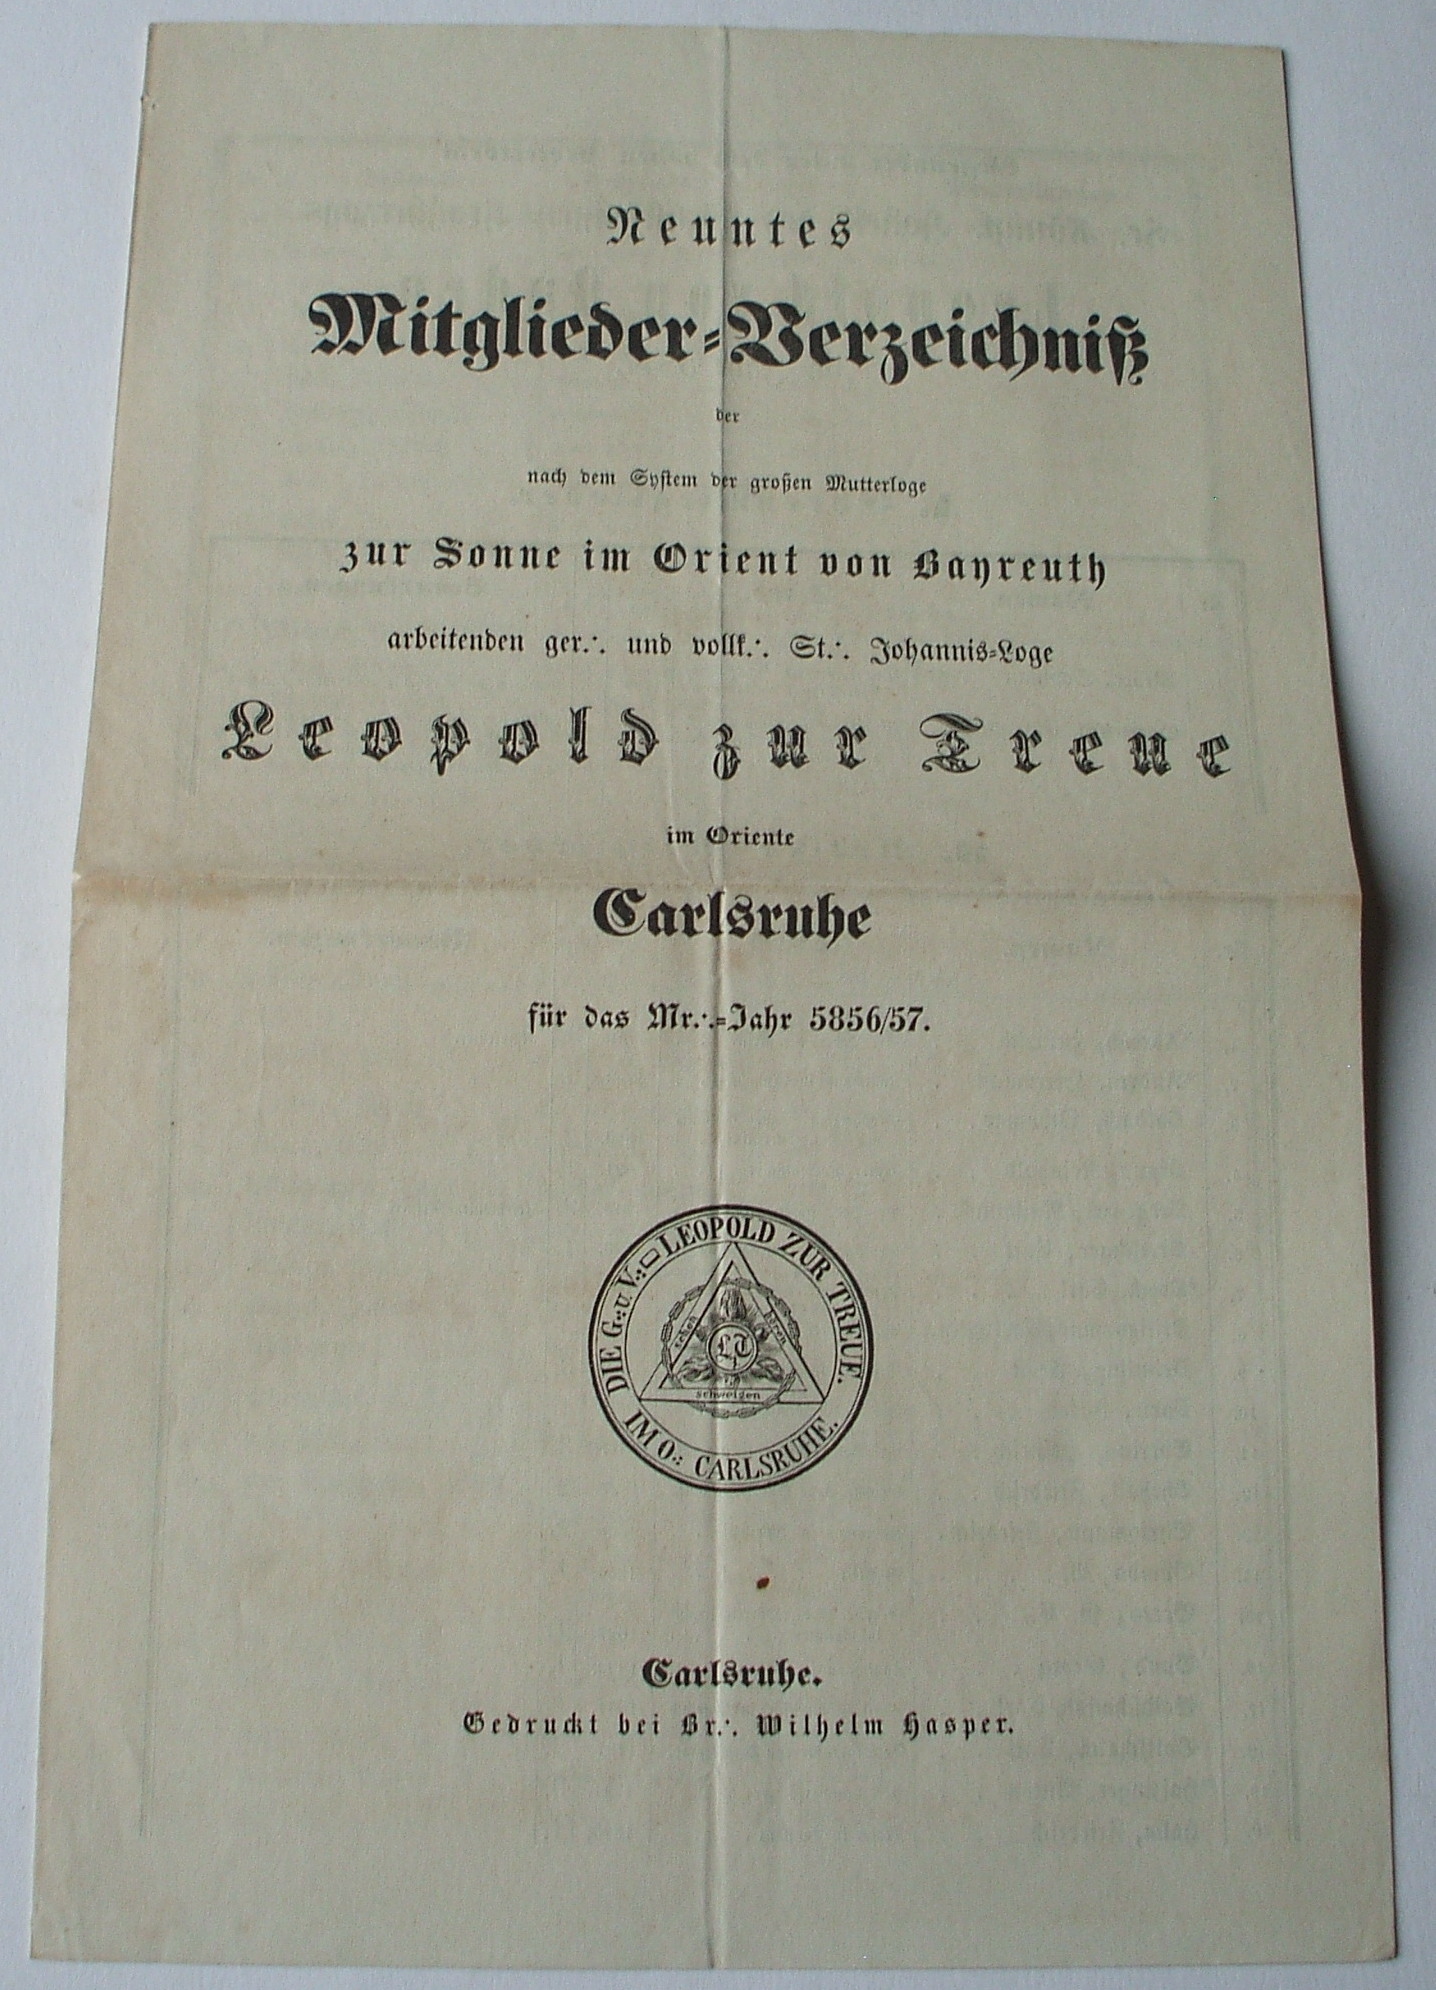 Neuntes
Mitglieder-Verzeichniß
der
nach dem System der großen Mutterloge
zur Sonne im Orient von Bayreuth
arbeitenden ger.·. und vollk.·. St.·. Johannis-Loge
Leopold zur Treue
im Oriente
Carlsruhe
für das Mr.·.-Jahr 5856/57.
DIE G.: u. V.: ▭ LEOPOLD ZUR TREUE.
sehen
hören
LT
schweigen
IM O.: CARLSRUHE.
Carlsruhe.
Gedruckt bei Br.·. Wilhelm Hasper.